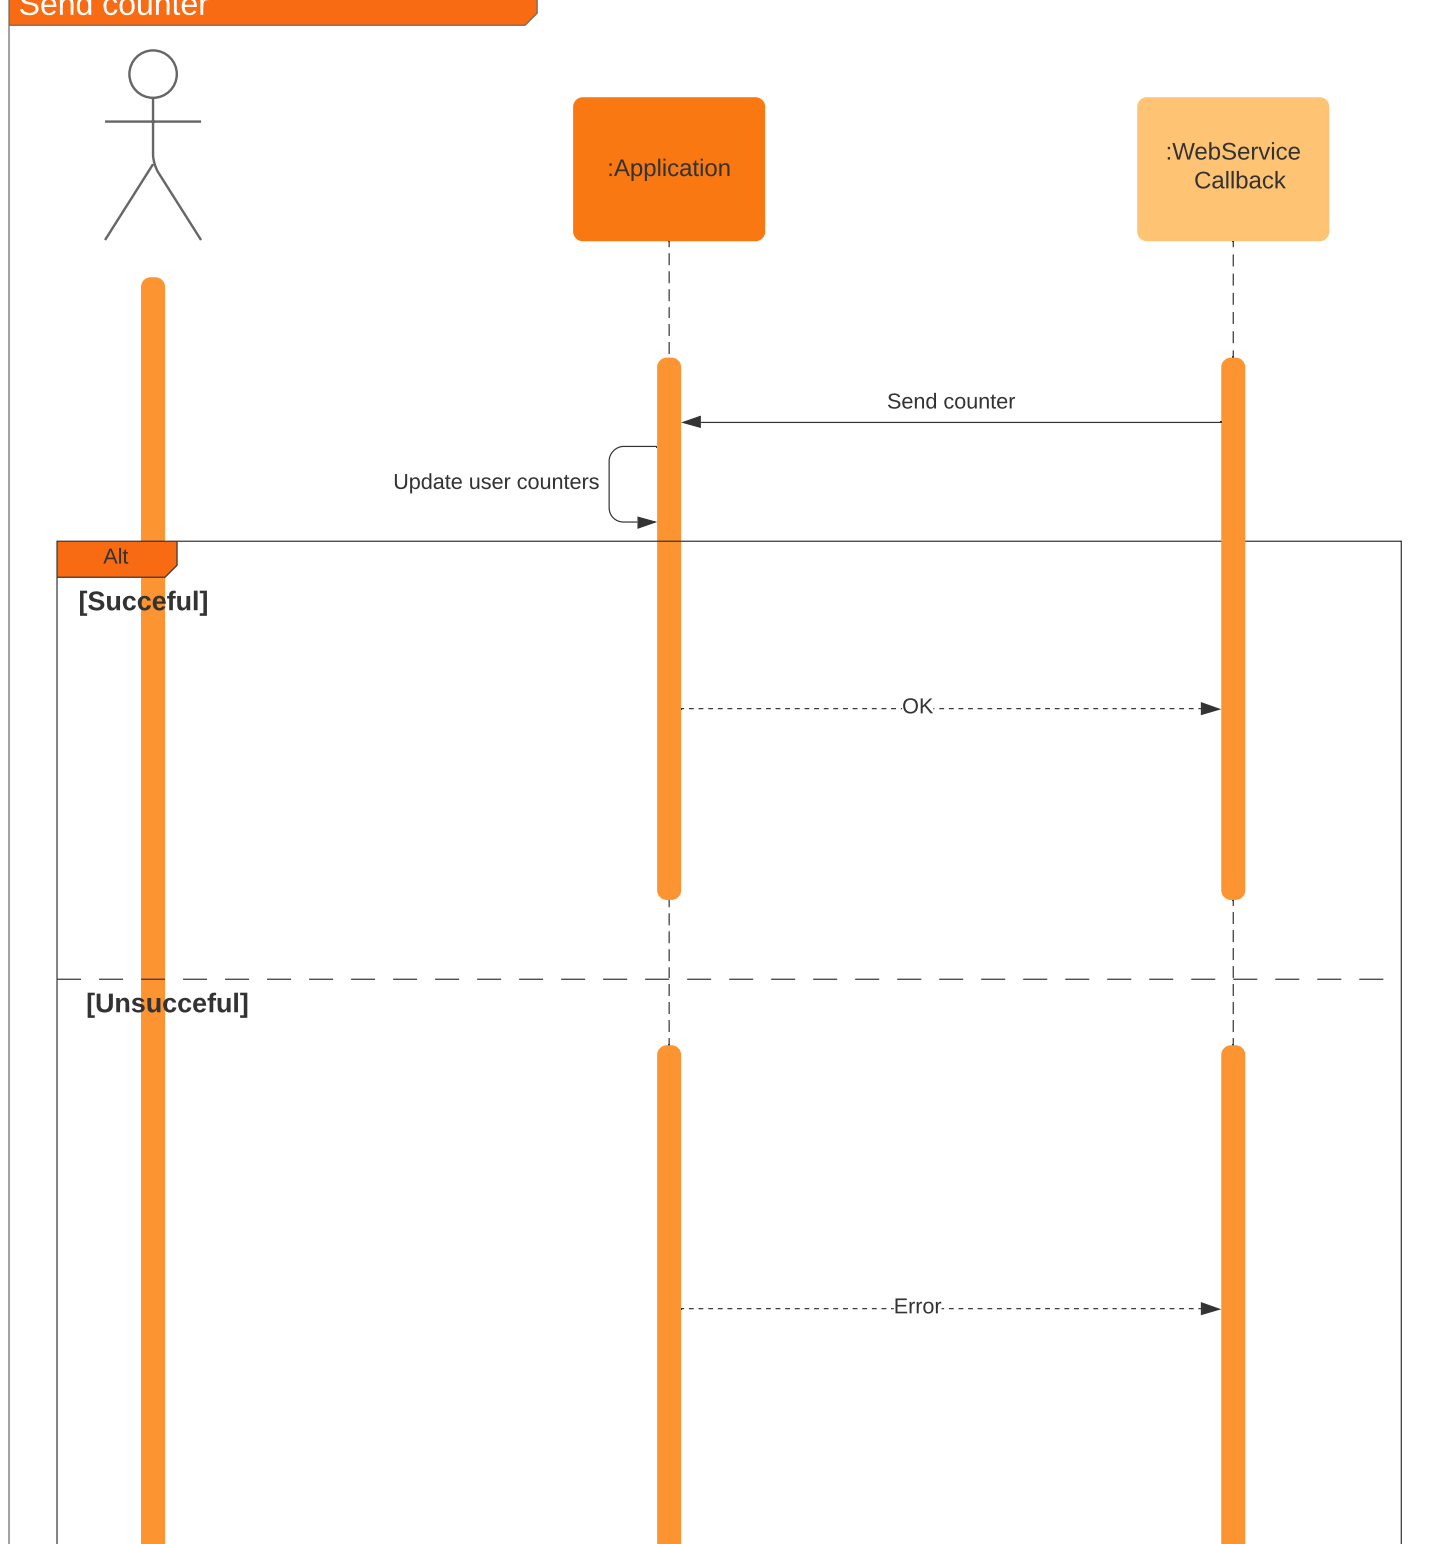 Send counter
:Application
:WebService
Callback
Send counter
Update user counters
Alt
[Succeful]
OK
[Unsucceful]
Error